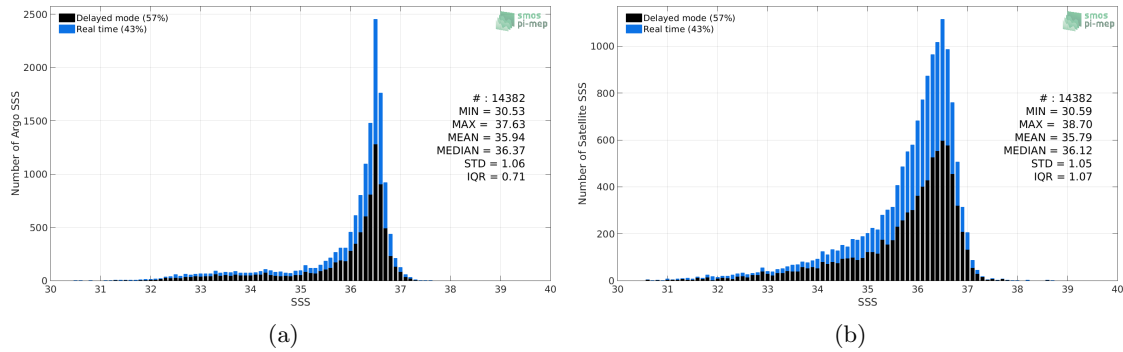 Delayed mode (57%)
Real time (43%)
smos
pi-mep
2500
2000
1500
1000
500
0
Number of Argo SSS
# : 14382
MIN = 30.53
MAX = 37.63
MEAN = 35.94
MEDIAN = 36.37
STD = 1.06
IQR = 0.71
30 31 32 33 34 35 36 37 38 39 40
SSS
(a)
Delayed mode (57%)
Real time (43%)
smos
pi-mep
1000
800
600
400
200
0
Number of Satellite SSS
# : 14382
MIN = 30.59
MAX = 38.70
MEAN = 35.79
MEDIAN = 36.12
STD = 1.05
IQR = 1.07
30 31 32 33 34 35 36 37 38 39 40
SSS
(b)